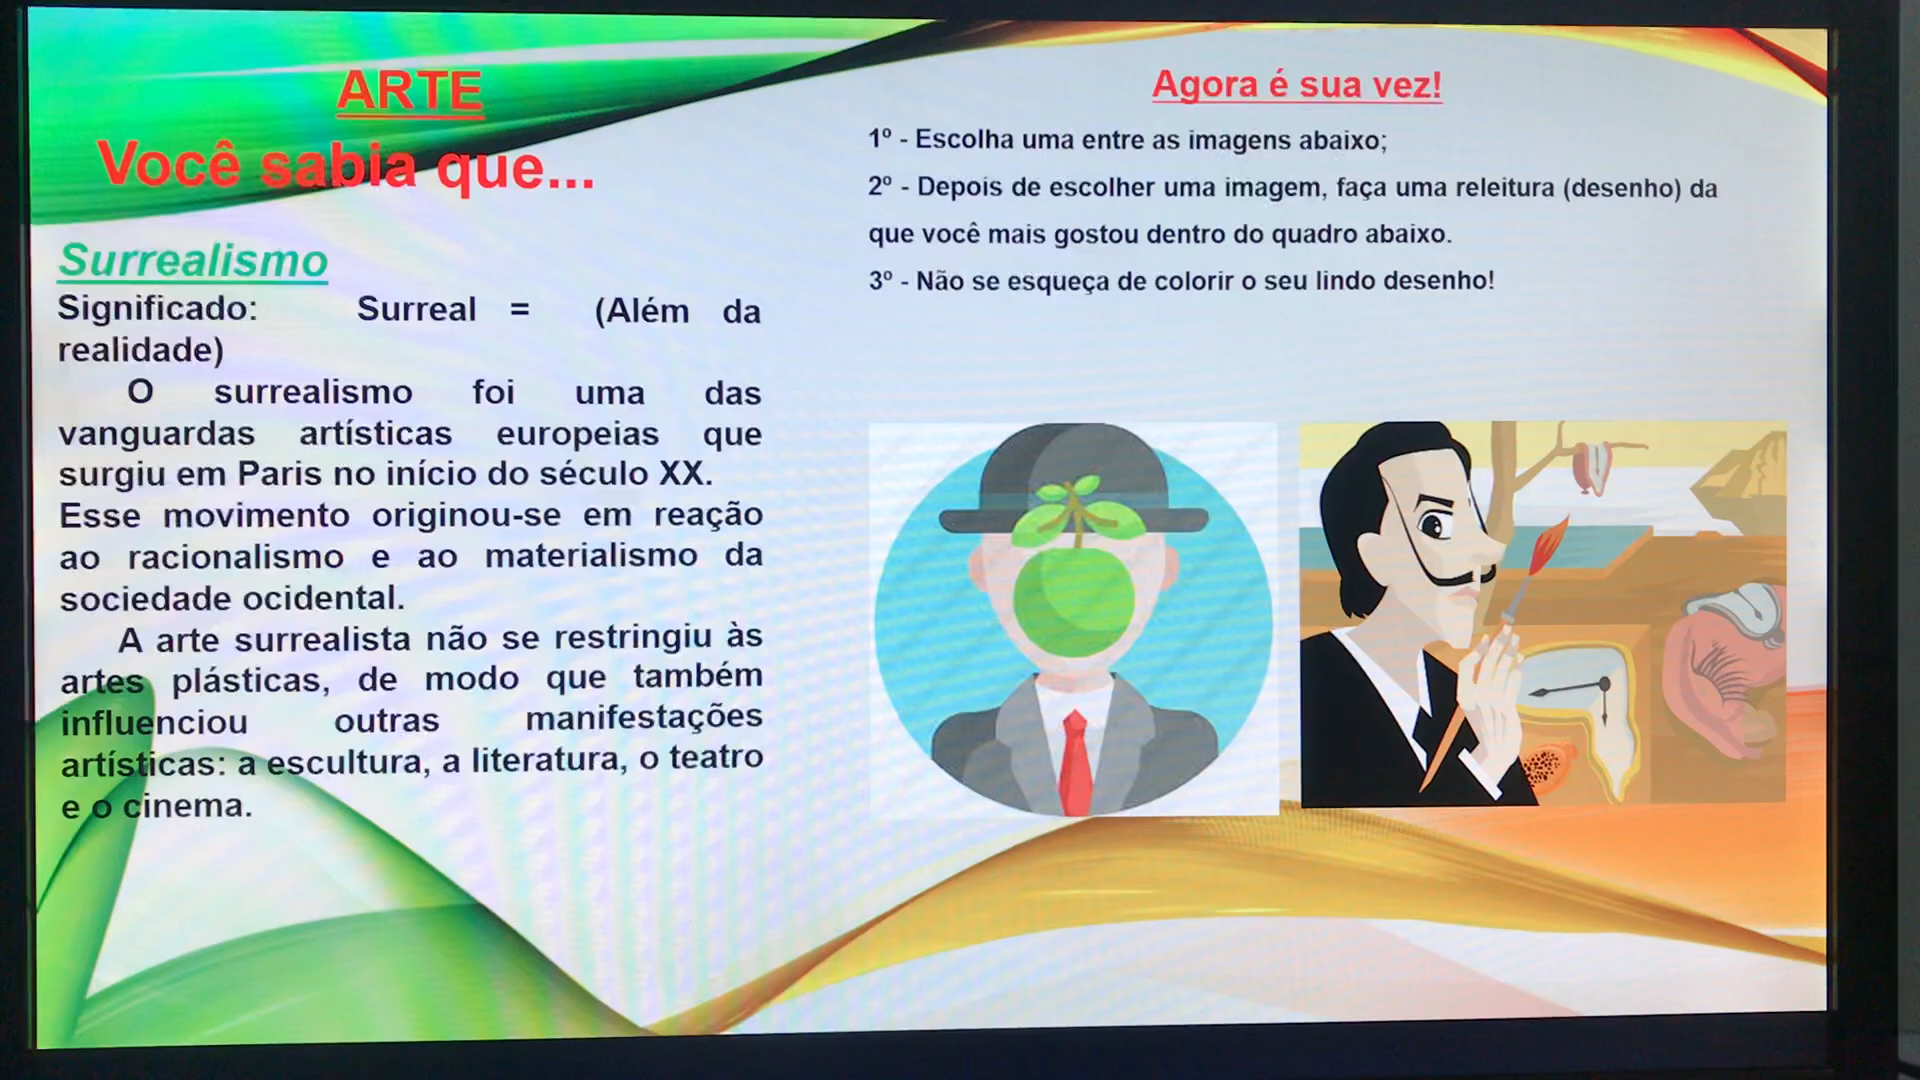 ARTE
Você sabia que...
Surrealismo
Significado: Surreal = (Além da
realidade)
O surrealismo foi uma das
vanguardas artísticas europeias que
surgiu em Paris no início do século XX.
Esse movimento originou-se em reação
ao racionalismo e ao materialismo da
sociedade ocidental.
A arte surrealista não se restringiu às
artes plásticas, de modo que também
influenciou outras manifestações
artísticas: a escultura, a literatura, o teatro
e o cinema.
Agora é sua vez!
1º - Escolha uma entre as imagens abaixo;
2º - Depois de escolher uma imagem, faça uma releitura (desenho) da
que você mais gostou dentro do quadro abaixo.
3º - Não se esqueça de colorir o seu lindo desenho!